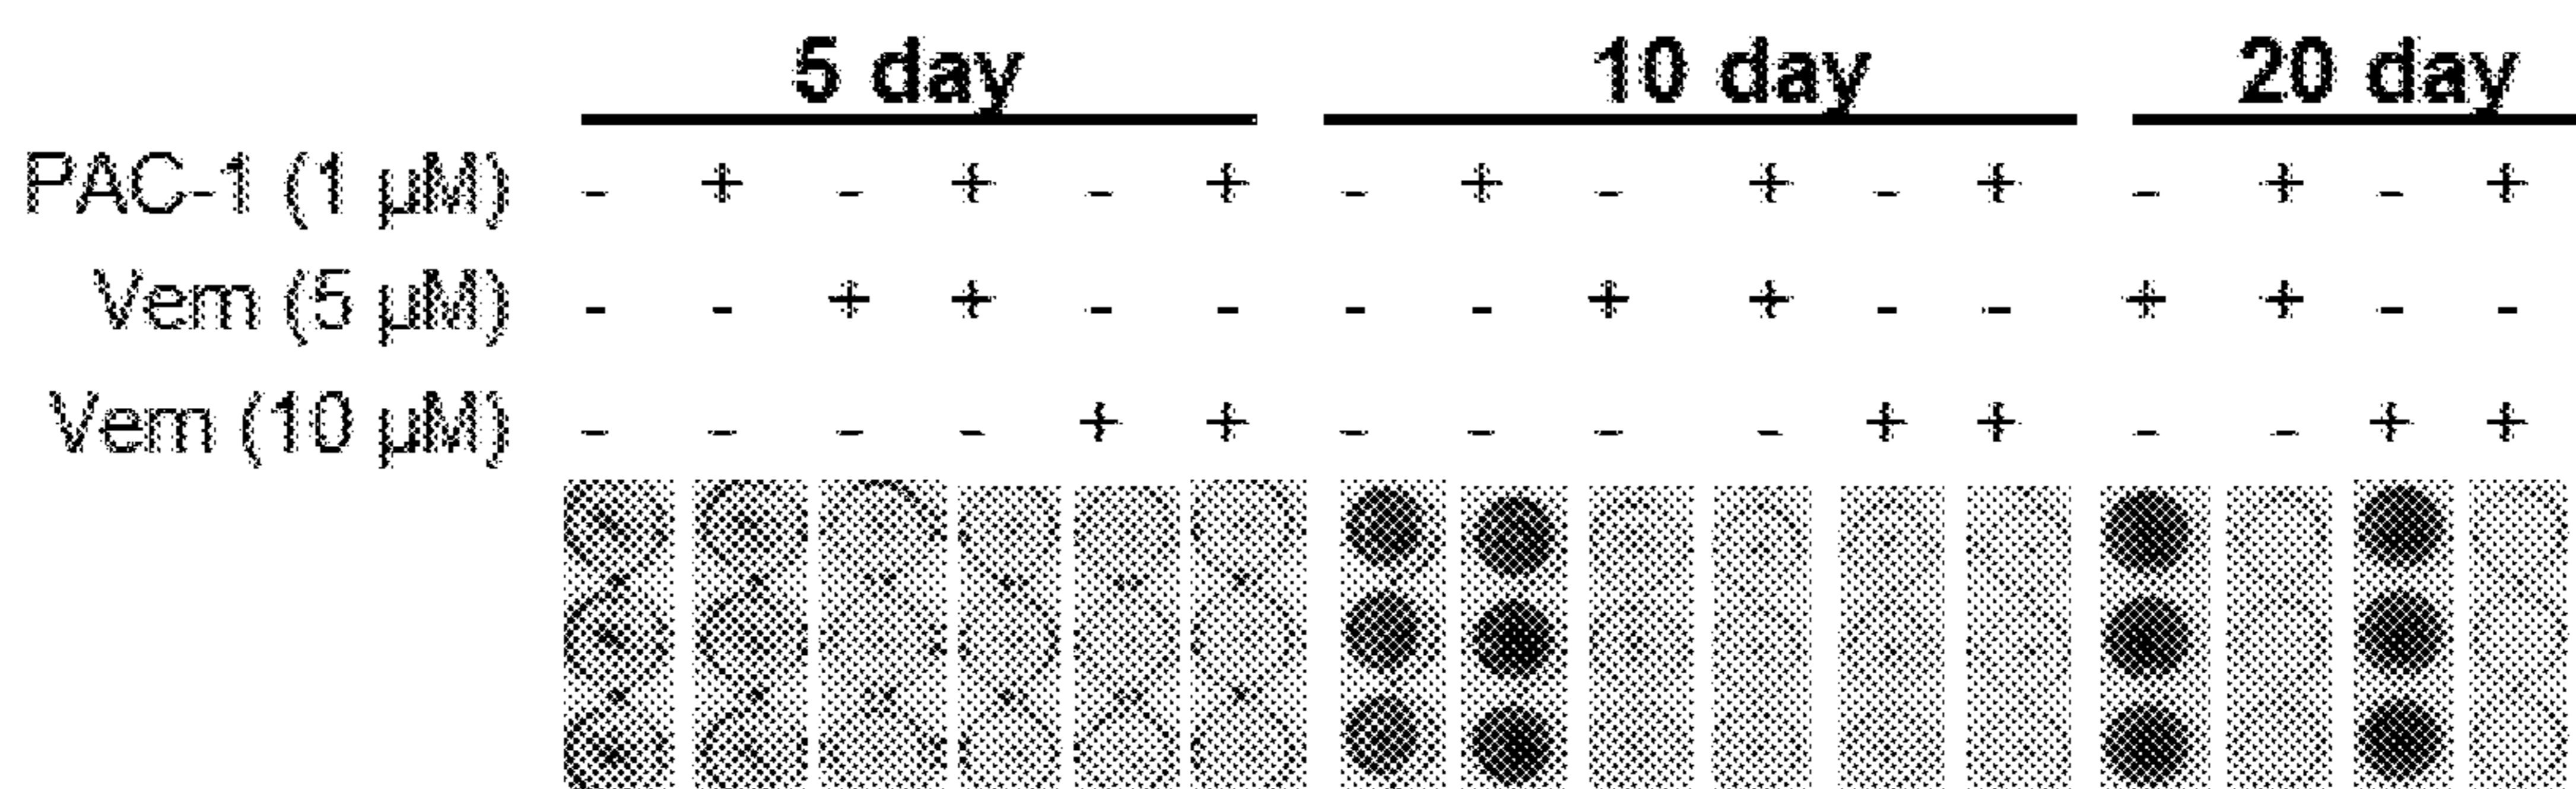 5 day 10 day 20 day
PAC-1 (1 µM) - + - + - + - + - + - + - + - +
Vem (5 µM) - - + + - - - - + + - - + + - -
Vem (10 µM) - - - - + + - - - - + + - - + +